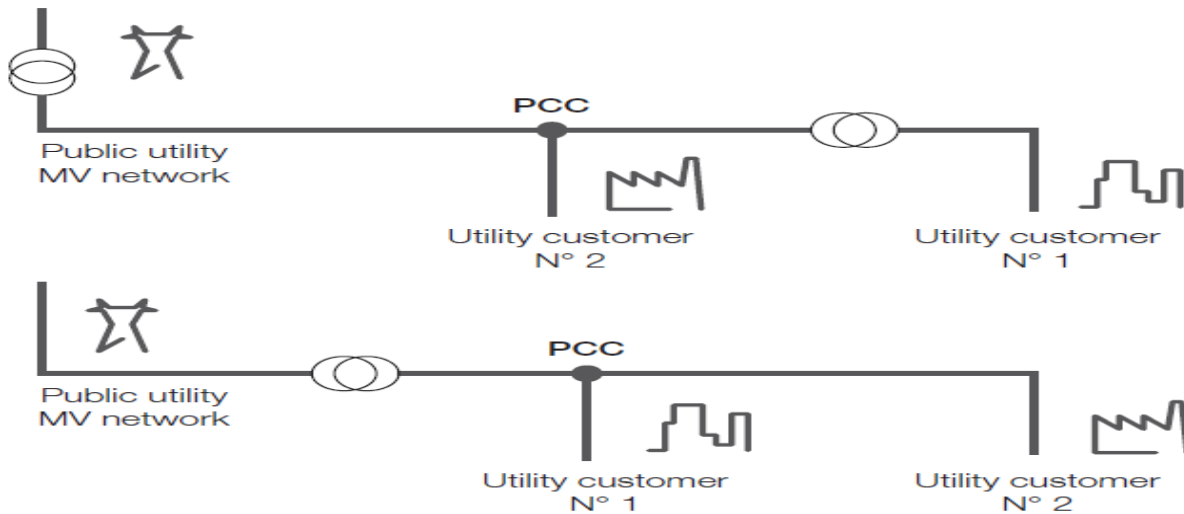 PCC
Public utility
MV network
Utility customer
N° 2
Utility customer
N° 1
PCC
Public utility
MV network
Utility customer
N° 1
Utility customer
N° 2